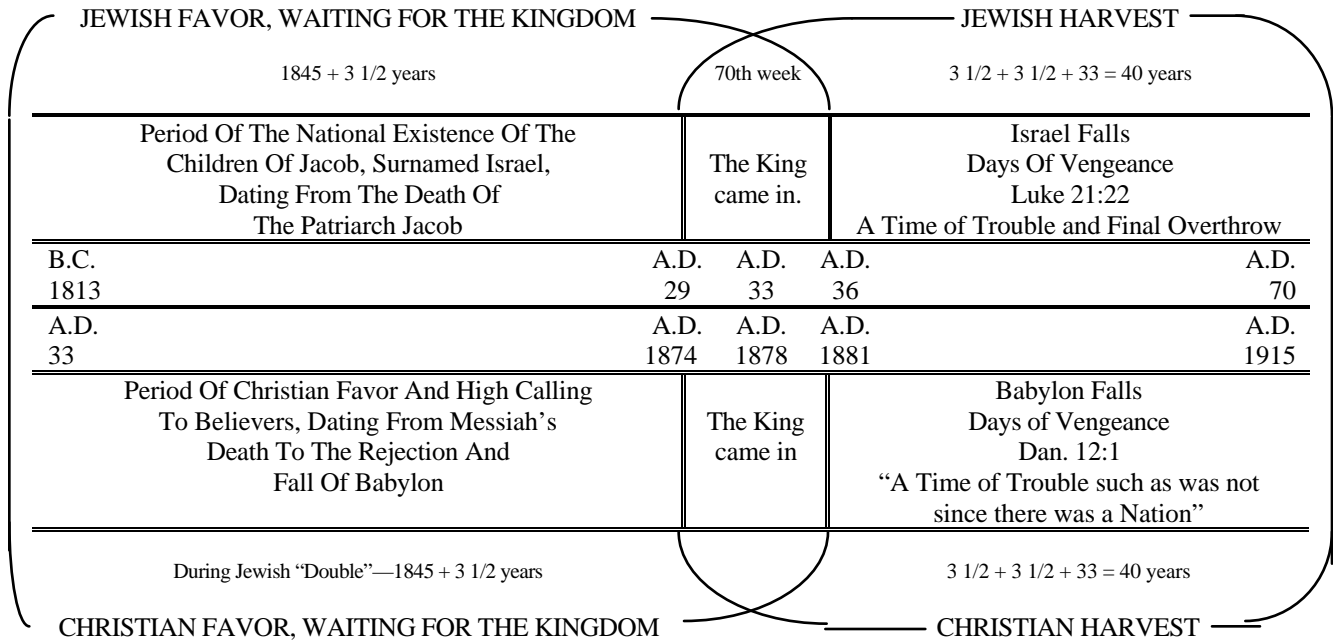 JEWISH FAVOR, WAITING FOR THE KINGDOM JEWISH HARVEST
1845 + 3 1/2 years 70th week 3 1/2 + 3 1/2 + 33 = 40 years
Period Of The National Existence Of The
Children Of Jacob, Surnamed Israel,
Dating From The Death Of
The Patriarch Jacob
The King
came in.
Israel Falls
Days Of Vengeance
Luke 21:22
A Time of Trouble and Final Overthrow
B.C. A.D. A.D. A.D. A.D.
1813 29 33 36 70
A.D. A.D. A.D. A.D. A.D.
33 1874 1878 1881 1915
Period Of Christian Favor And High Calling
To Believers, Dating From Messiah’s
Death To The Rejection And
Fall Of Babylon
The King
came in
Babylon Falls
Days of Vengeance
Dan. 12:1
“A Time of Trouble such as was not
since there was a Nation”
During Jewish “Double”—1845 + 3 1/2 years 3 1/2 + 3 1/2 + 33 = 40 years
CHRISTIAN FAVOR, WAITING FOR THE KINGDOM CHRISTIAN HARVEST